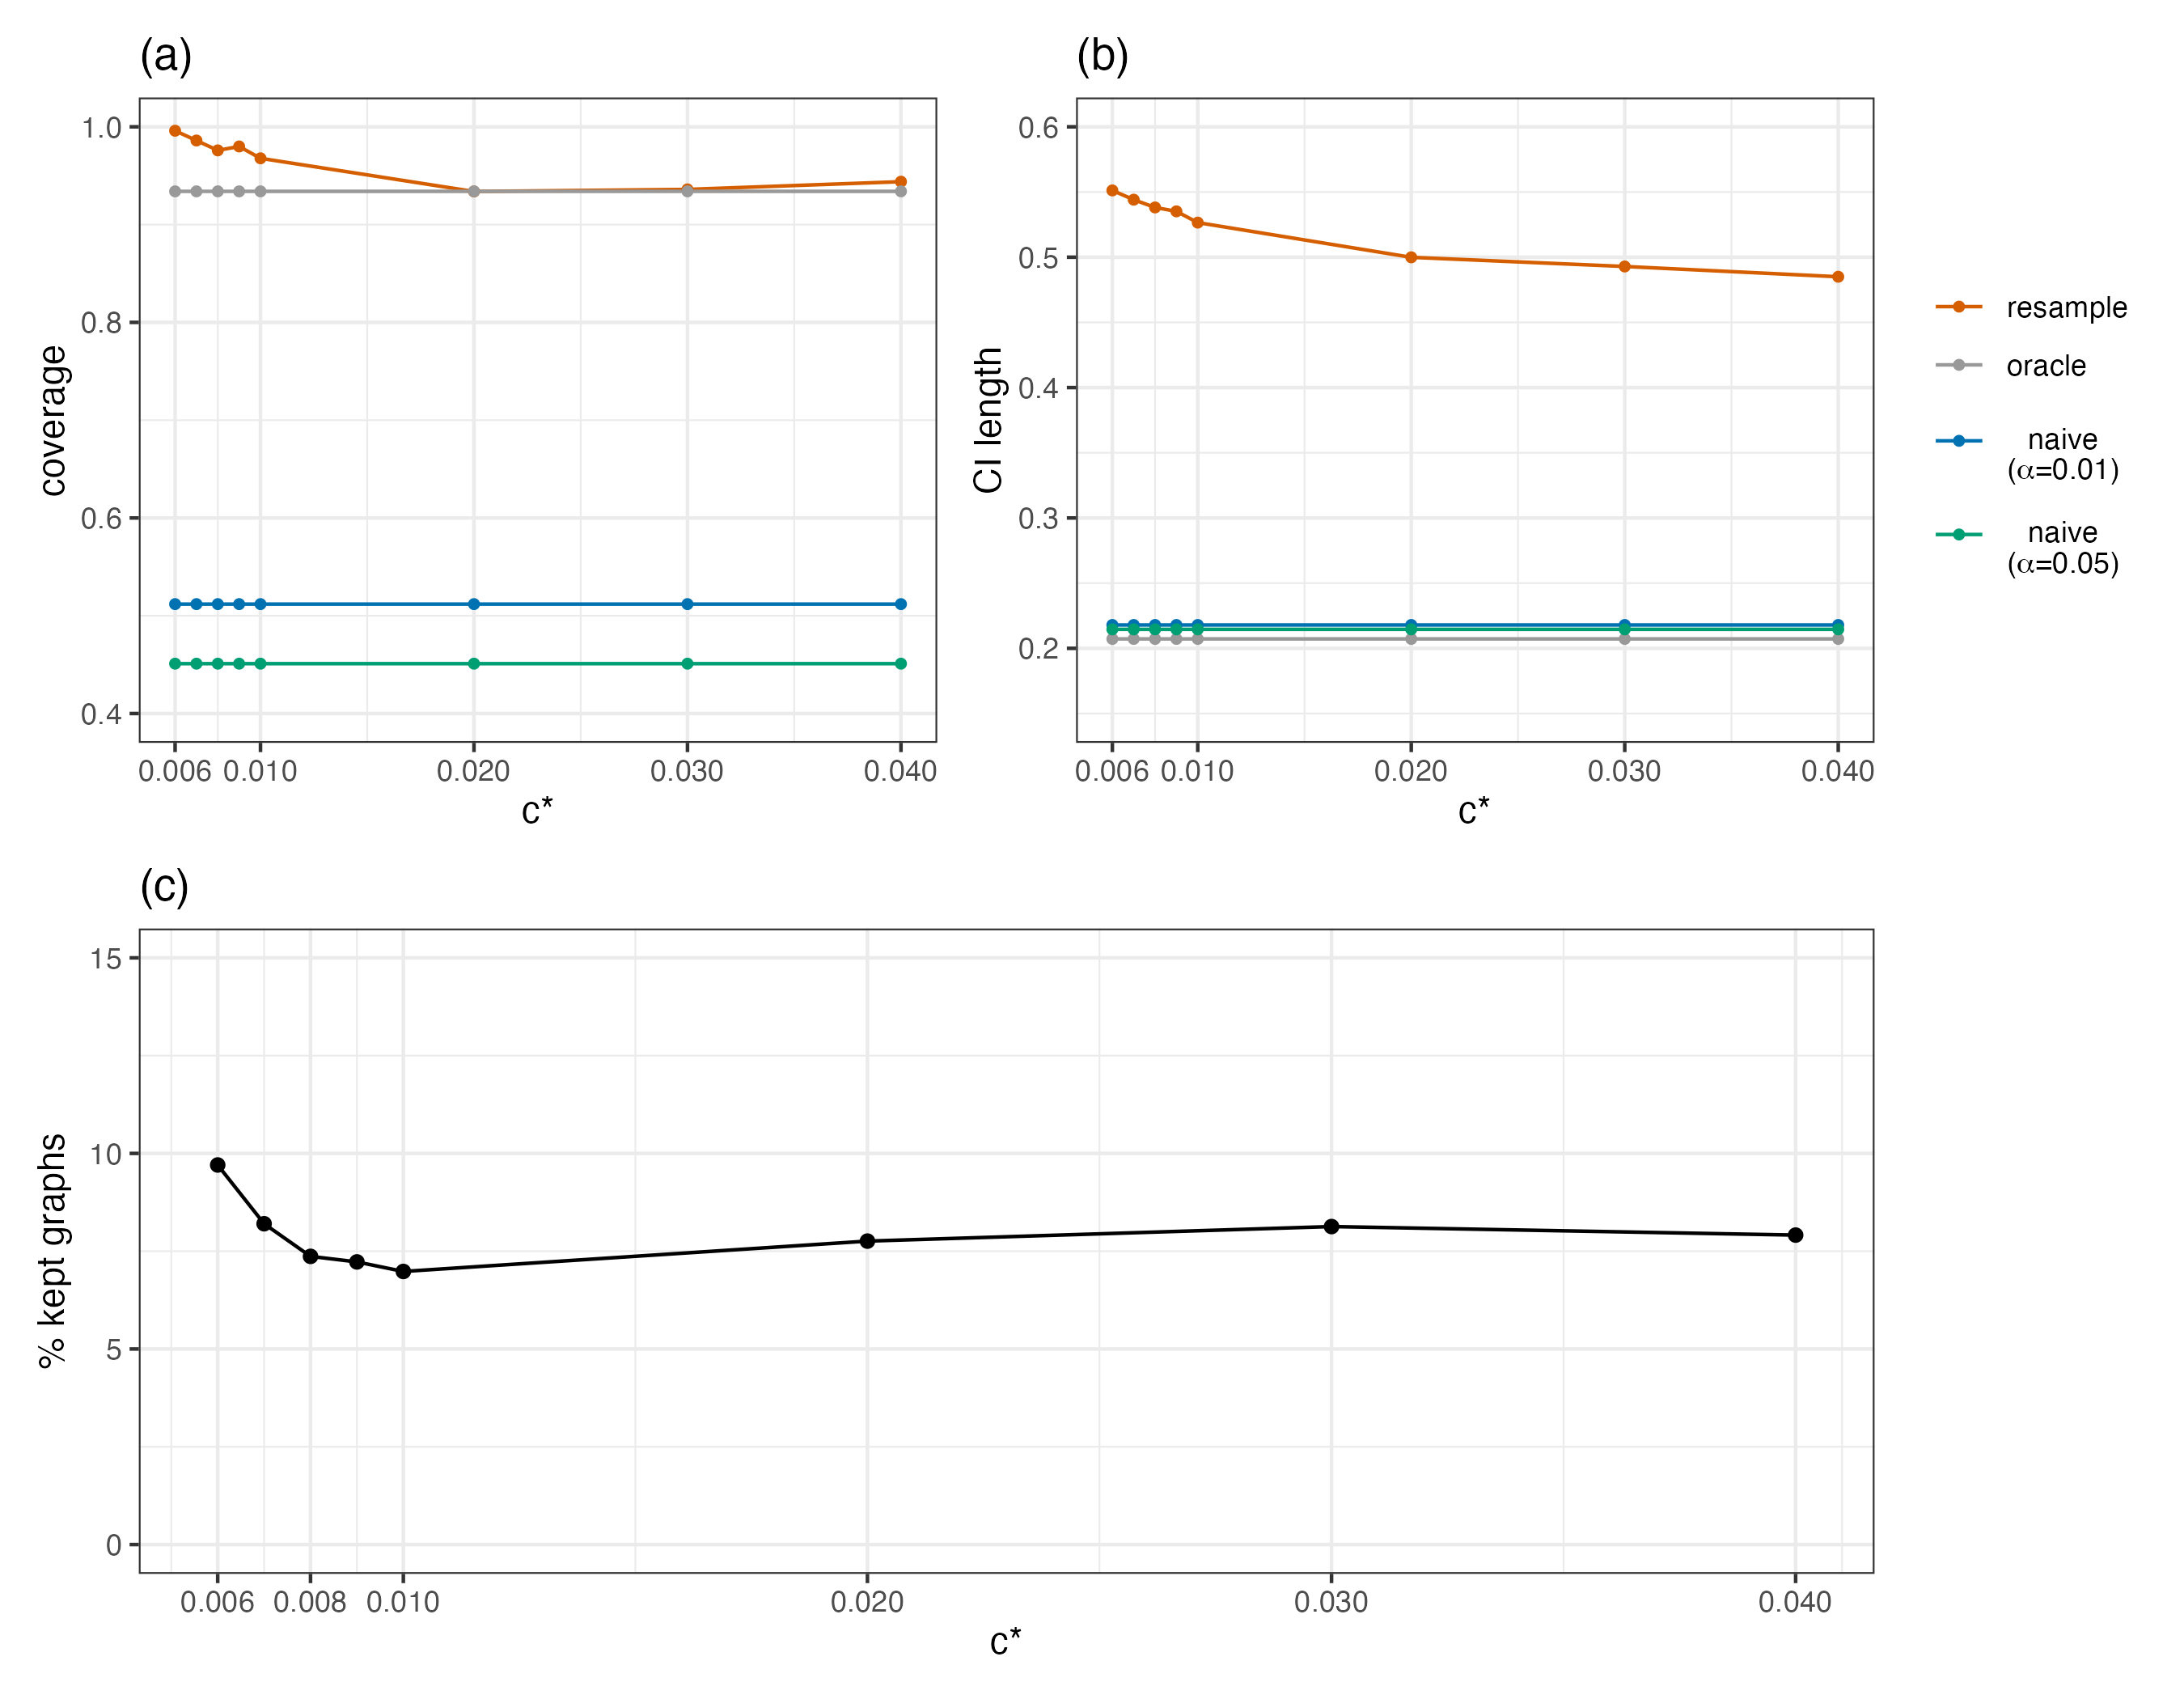 (a)
coverage
1.0
0.8
0.6
0.4
0.006 0.010 0.020 0.030 0.040
c*
(b)
CI length
0.6
0.5
0.4
0.3
0.2
0.006 0.010 0.020 0.030 0.040
c*
resample
oracle
naive
(α=0.01)
naive
(α=0.05)
(c)
% kept graphs
15
10
5
0
0.006 0.008 0.010 0.020 0.030 0.040
c*